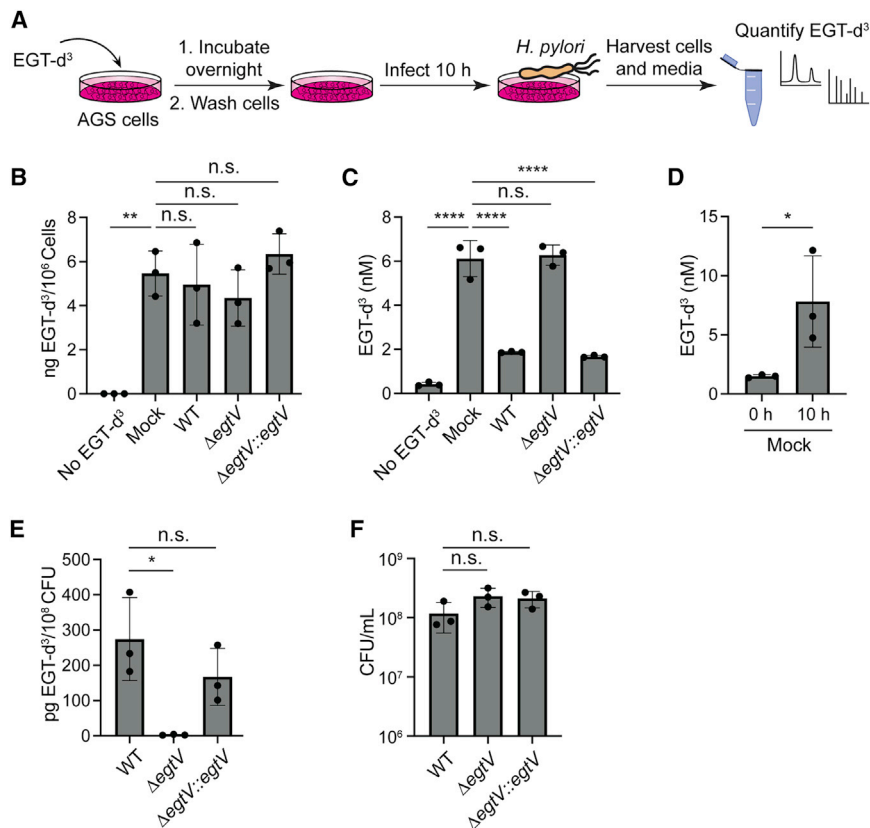 A
EGT-d³
AGS cells
1. Incubate
overnight
2. Wash cells
Infect 10 h
H. pylori
Harvest cells
and media
Quantify EGT-d³
B
ng EGT-d³/10⁶ Cells
8
6
4
2
0
n.s.
n.s.
** n.s.
No EGT-d³
Mock
WT
ΔegtV
ΔegtV::egtV
C
EGT-d³ (nM)
8
6
4
2
0
****
n.s.
**** ****
No EGT-d³
Mock
WT
ΔegtV
ΔegtV::egtV
D
EGT-d³ (nM)
15
10
5
0
*
0 h 10 h
Mock
E
pg EGT-d³/10⁸ CFU
500
400
300
200
100
0
n.s.
*
WT
ΔegtV
ΔegtV::egtV
F
CFU/mL
10⁹
10⁸
10⁷
10⁶
n.s.
n.s.
WT
ΔegtV
ΔegtV::egtV